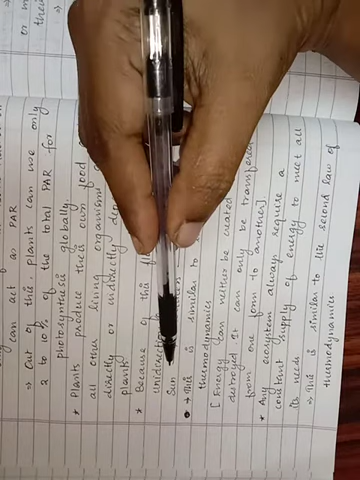 can act as PAR
→ Out of this. Plants can use only
2 to 10% of the total PAR for
photosynthesis globally.
* Plants produce their own food
all other living organisms
directly or indirectly dep
plants
* Because of this fl
unidirecti
Sun
→ This is similar to
thermodynamics
[Energy can neither be created
destroyed it can only be transferred
from one form to another]
* Any ecosystem always require a
constant supply of energy to meet all
its needs
→ This is similar to the second law of
thermodynamics